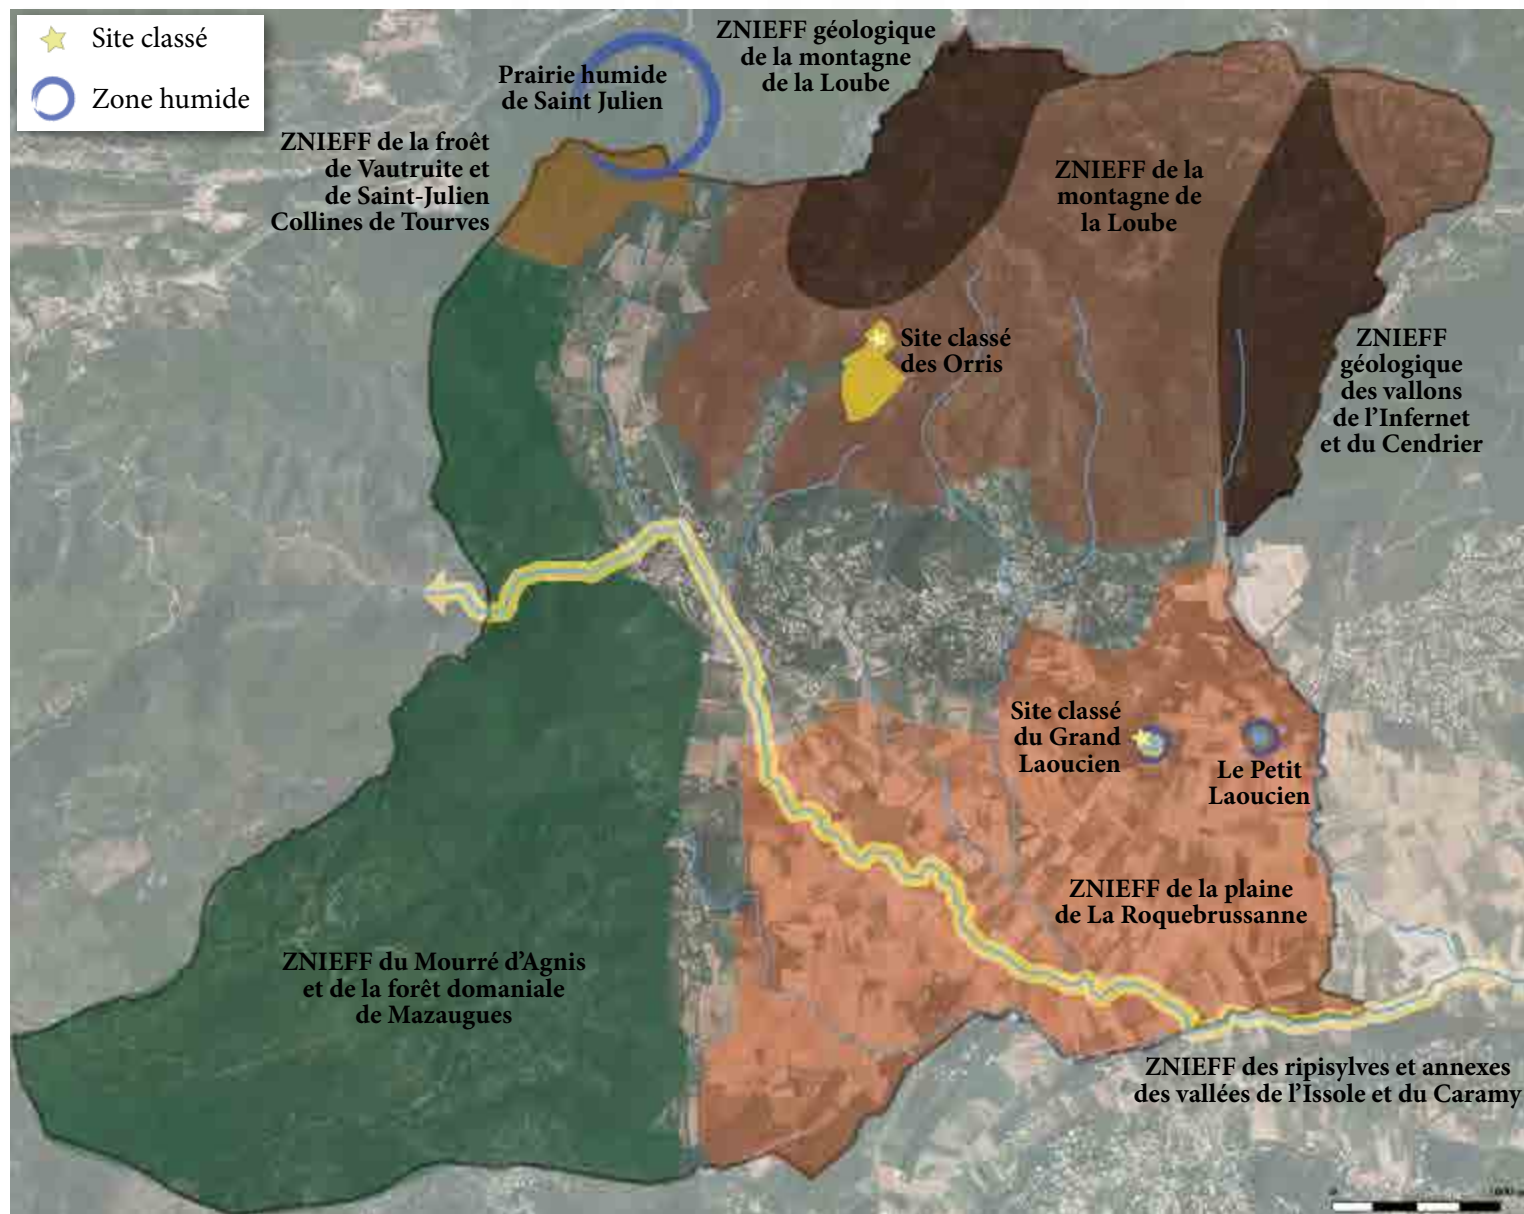 Site classé
Zone humide
ZNIEFF géologique
de la montagne
de la Loube
Prairie humide
de Saint Julien
ZNIEFF de la froêt
de Vautruite et
de Saint-Julien
Collines de Tourves
ZNIEFF de la
montagne de
la Loube
Site classé
des Orris
ZNIEFF
géologique
des vallons
de l’Infernet
et du Cendrier
Site classé
du Grand
Laoucien
Le Petit
Laoucien
ZNIEFF de la plaine
de La Roquebrussanne
ZNIEFF du Mourré d’Agnis
et de la forêt domaniale
de Mazaugues
ZNIEFF des ripisylves et annexes
des vallées de l’Issole et du Caramy